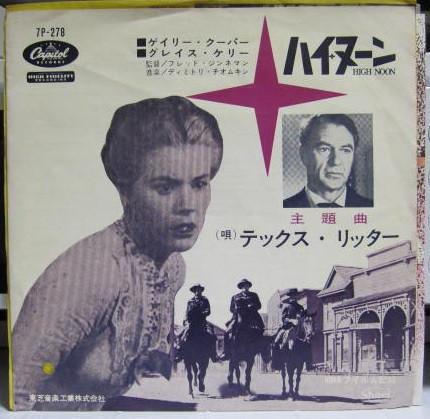 7P-278
Capitol
RECORDS
HIGH FIDELITY
RECORDING
■ゲイリー・クーパー
■グレイス・ケリー
監督／フレッド・ジンネマン
音楽／ディミトリ・チオムキン
ハイ・ヌーン
HIGH NOON
主題曲
(唄)テックス・リッター
東芝音楽工業株式会社